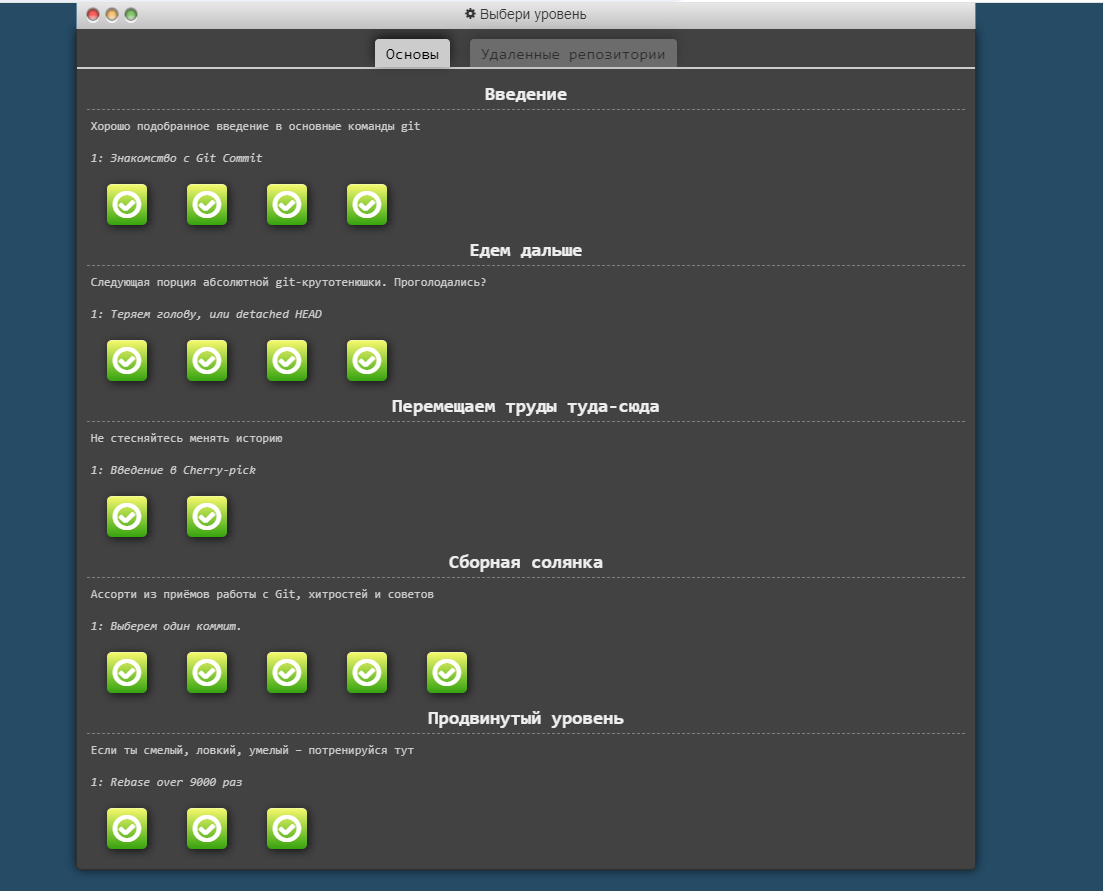 Выбери уровень
Основы
Удаленные репозитории
Введение
Хорошо подобранное введение в основные команды git
1: Знакомство с Git Commit
Едем дальше
Следующая порция абсолютной git-крутотенюшки. Проголодались?
1: Теряем голову, или detached HEAD
Перемещаем труды туда-сюда
Не стесняйтесь менять историю
1: Введение в Cherry-pick
Сборная солянка
Ассорти из приёмов работы с Git, хитростей и советов
1: Выберем один коммит.
Продвинутый уровень
Если ты смелый, ловкий, умелый – потренируйся тут
1: Rebase over 9000 раз